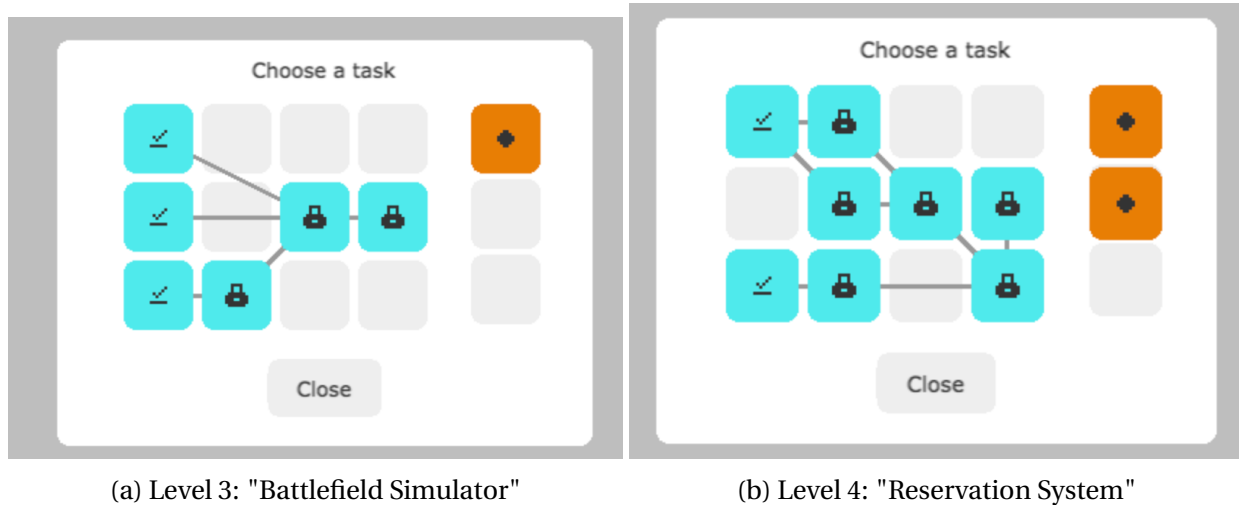 Choose a task
Close
(a) Level 3: "Battlefield Simulator"
Choose a task
Close
(b) Level 4: "Reservation System"